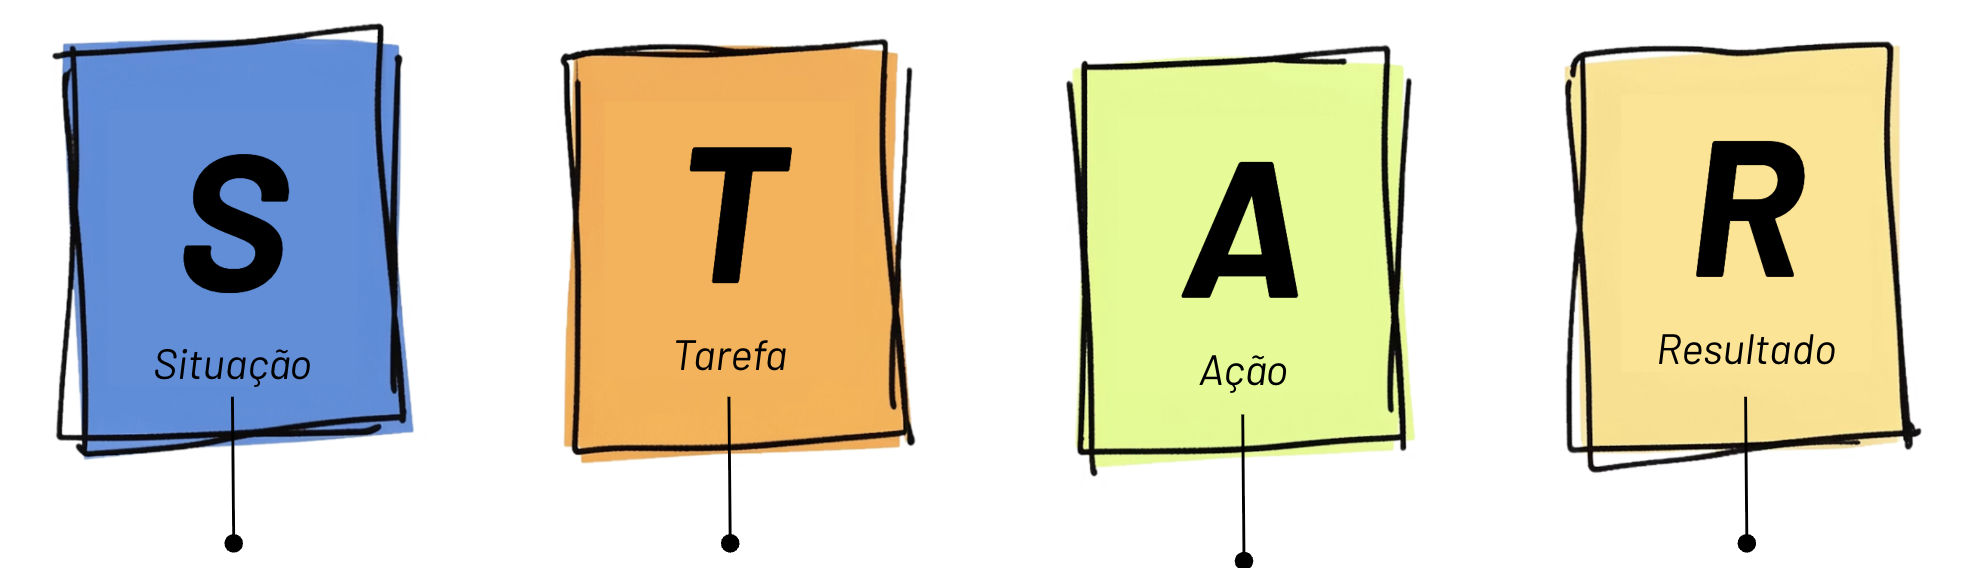 S
Situação
T
Tarefa
A
Ação
R
Resultado